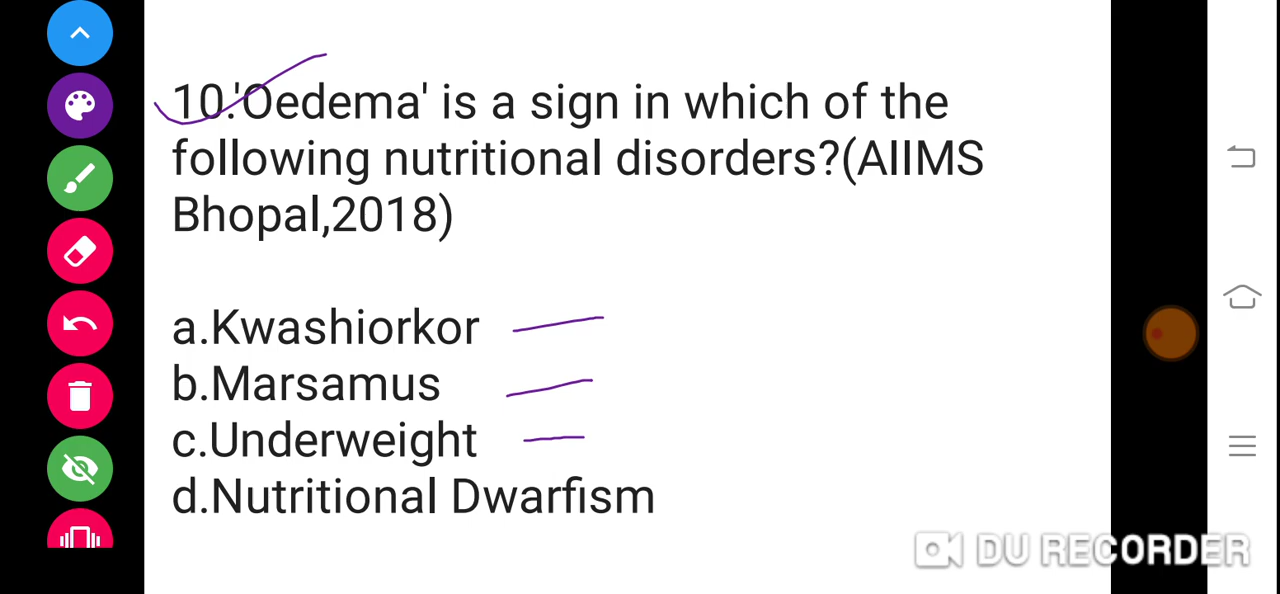 10.'Oedema' is a sign in which of the
following nutritional disorders?(AIIMS
Bhopal,2018)
a.Kwashiorkor
b.Marsamus
c.Underweight
d.Nutritional Dwarfism
DU RECORDER